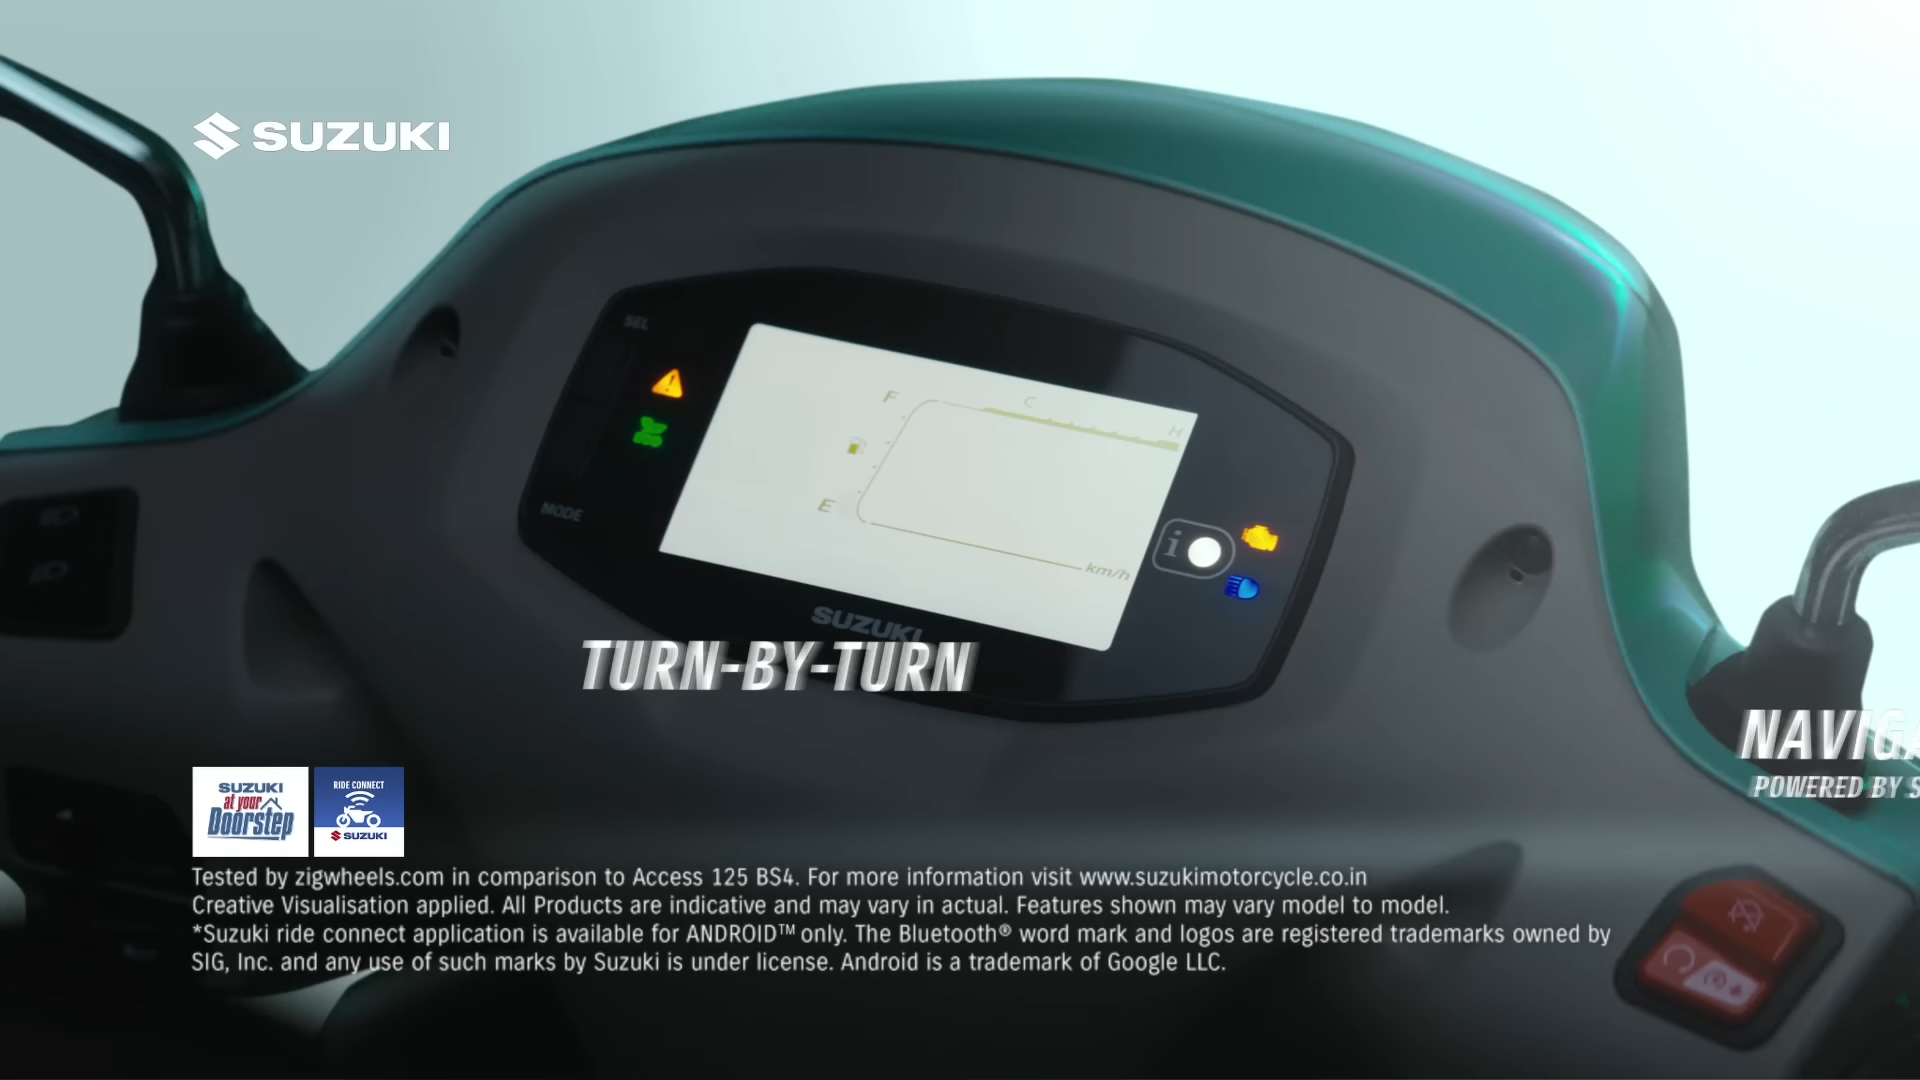 SUZUKI
SEL
F
C
H
E
MODE
i
km/h
SUZUKI
TURN-BY-TURN
NAVIGA
POWERED BY S
SUZUKI
at your
Doorstep
RIDE CONNECT
SUZUKI
Tested by zigwheels.com in comparison to Access 125 BS4. For more information visit www.suzukimotorcycle.co.in
Creative Visualisation applied. All Products are indicative and may vary in actual. Features shown may vary model to model.
*Suzuki ride connect application is available for ANDROID™ only. The Bluetooth® word mark and logos are registered trademarks owned by
SIG, Inc. and any use of such marks by Suzuki is under license. Android is a trademark of Google LLC.